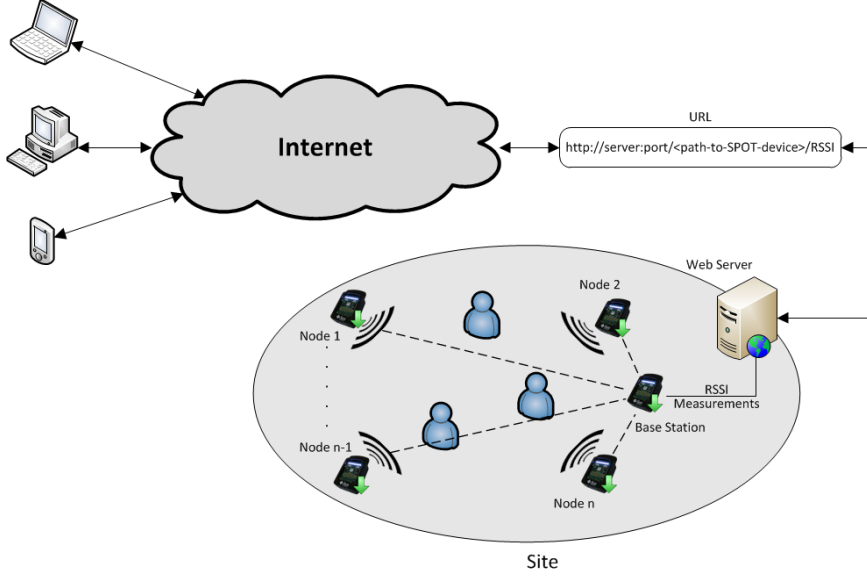 URL
Internet
http://server:port/<path-to-SPOT-device>/RSSI
Web Server
Node 2
Node 1
RSSI
Measurements
Base Station
Node n-1
Node n
Site